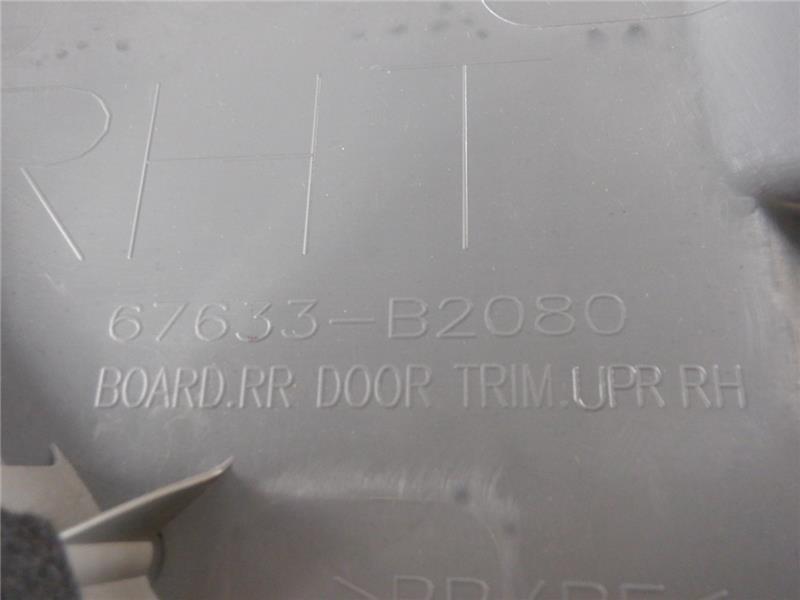 RHT
67633-B2080
BOARD.RR DOOR TRIM.UPR RH